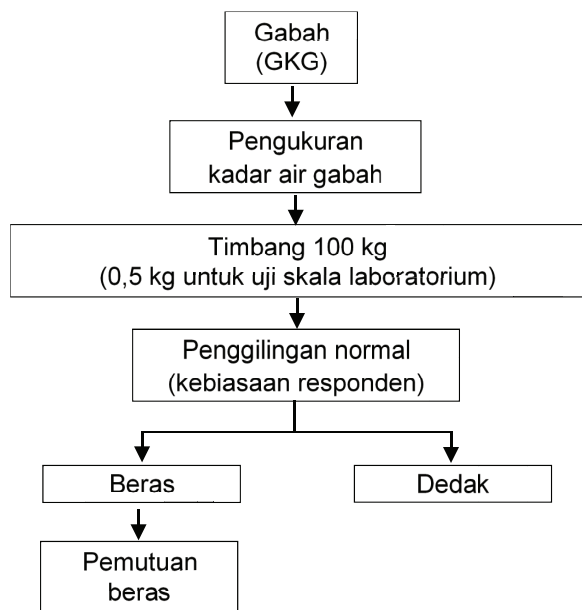 Gabah
(GKG)
Pengukuran
kadar air gabah
Timbang 100 kg
(0,5 kg untuk uji skala laboratorium)
Penggilingan normal
(kebiasaan responden)
Beras
Dedak
Pemutuan
beras